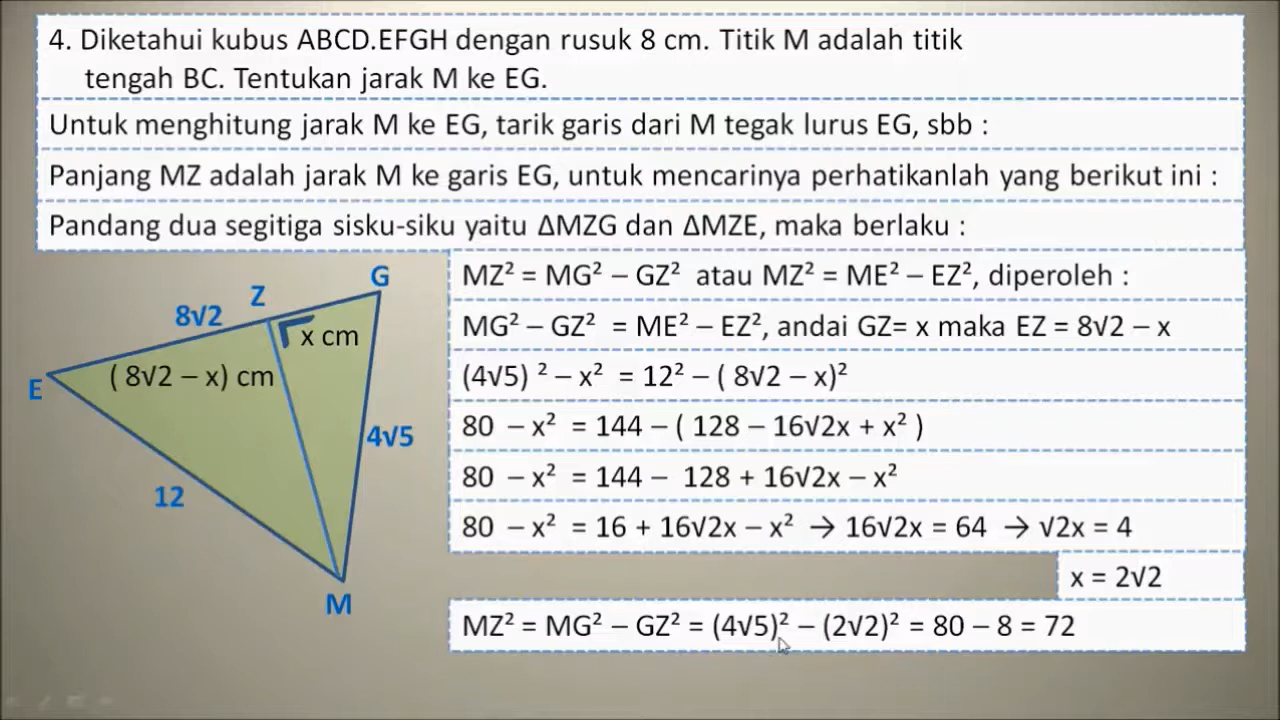 4. Diketahui kubus ABCD.EFGH dengan rusuk 8 cm. Titik M adalah titik
tengah BC. Tentukan jarak M ke EG.
Untuk menghitung jarak M ke EG, tarik garis dari M tegak lurus EG, sbb :
Panjang MZ adalah jarak M ke garis EG, untuk mencarinya perhatikanlah yang berikut ini :
Pandang dua segitiga sisku-siku yaitu ΔMZG dan ΔMZE, maka berlaku :
G
Z
8√2
x cm
( 8√2 – x) cm
E
4√5
12
M
MZ² = MG² – GZ² atau MZ² = ME² – EZ², diperoleh :
MG² – GZ² = ME² – EZ², andai GZ= x maka EZ = 8√2 – x
(4√5) ² – x² = 12² – ( 8√2 – x)²
80 – x² = 144 – ( 128 – 16√2x + x² )
80 – x² = 144 – 128 + 16√2x – x²
80 – x² = 16 + 16√2x – x² → 16√2x = 64 → √2x = 4
x = 2√2
MZ² = MG² – GZ² = (4√5)² – (2√2)² = 80 – 8 = 72